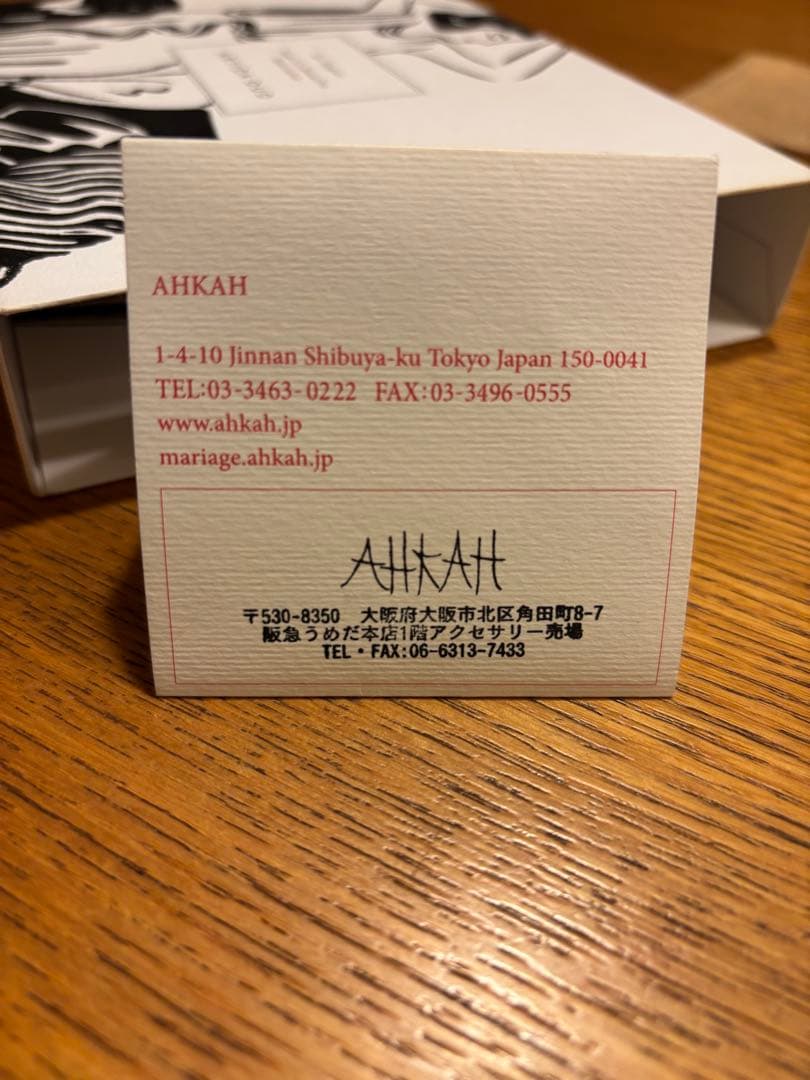 AHKAH
1-4-10 Jinnan Shibuya-ku Tokyo Japan 150-0041
TEL:03-3463-0222 FAX:03-3496-0555
www.ahkah.jp
mariage.ahkah.jp
AHKAH
〒530-8350 大阪府大阪市北区角田町8-7
阪急うめだ本店1階アクセサリー売場
TEL・FAX:06-6313-7433